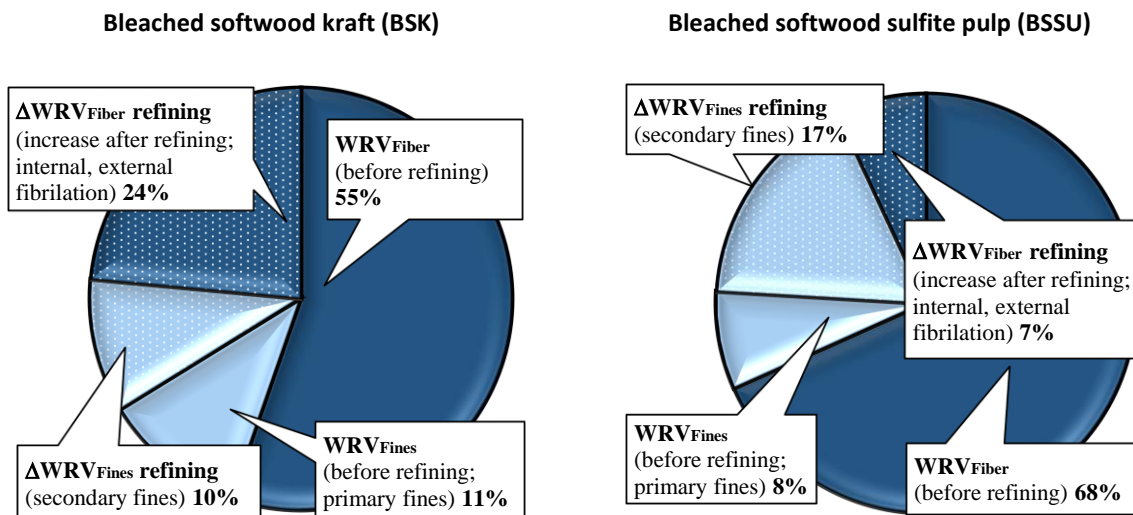 Bleached softwood kraft (BSK)
ΔWRVFiber refining
(increase after refining;
internal, external
fibrilation) 24%
WRVFiber
(before refining)
55%
ΔWRVFines refining
(secondary fines) 10%
WRVFines
(before refining;
primary fines) 11%
Bleached softwood sulfite pulp (BSSU)
ΔWRVFines refining
(secondary fines) 17%
ΔWRVFiber refining
(increase after refining;
internal, external
fibrilation) 7%
WRVFines
(before refining;
primary fines) 8%
WRVFiber
(before refining) 68%